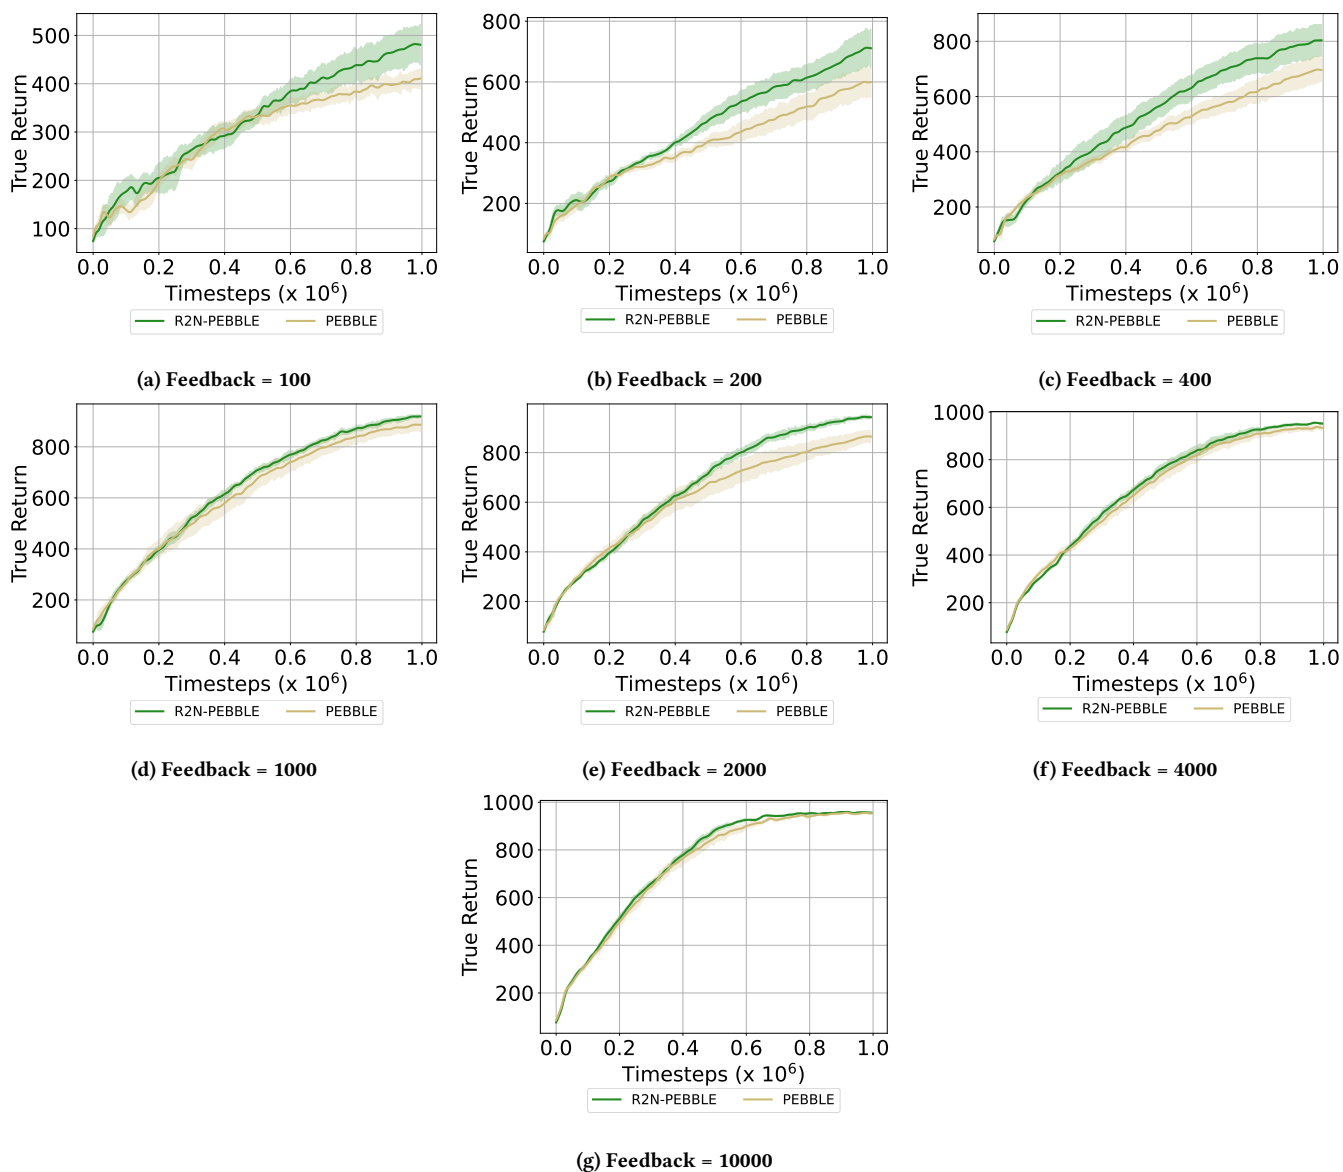 500
400
300
200
100
True Return
0.0 0.2 0.4 0.6 0.8 1.0
Timesteps (x 10^6)
R2N-PEBBLE PEBBLE
(a) Feedback = 100
800
600
400
200
True Return
0.0 0.2 0.4 0.6 0.8 1.0
Timesteps (x 10^6)
R2N-PEBBLE PEBBLE
(b) Feedback = 200
800
600
400
200
True Return
0.0 0.2 0.4 0.6 0.8 1.0
Timesteps (x 10^6)
R2N-PEBBLE PEBBLE
(c) Feedback = 400
800
600
400
200
True Return
0.0 0.2 0.4 0.6 0.8 1.0
Timesteps (x 10^6)
R2N-PEBBLE PEBBLE
(d) Feedback = 1000
800
600
400
200
True Return
0.0 0.2 0.4 0.6 0.8 1.0
Timesteps (x 10^6)
R2N-PEBBLE PEBBLE
(e) Feedback = 2000
1000
800
600
400
200
True Return
0.0 0.2 0.4 0.6 0.8 1.0
Timesteps (x 10^6)
R2N-PEBBLE PEBBLE
(f) Feedback = 4000
1000
800
600
400
200
True Return
0.0 0.2 0.4 0.6 0.8 1.0
Timesteps (x 10^6)
R2N-PEBBLE PEBBLE
(g) Feedback = 10000